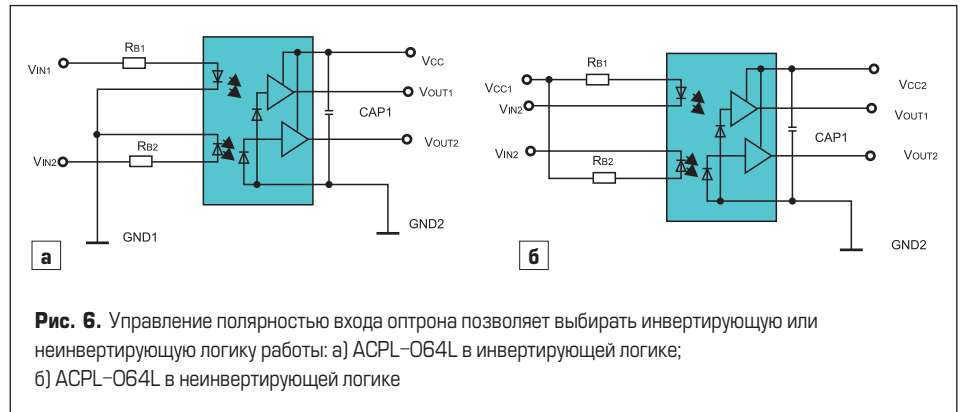 RB1
VIN1
VCC
VOUT1
CAP1
VOUT2
VIN2
RB2
GND1
GND2
а
RB1
VCC1
VIN2
VIN2
RB2
VCC2
VOUT1
CAP1
VOUT2
GND2
б
Рис. 6. Управление полярностью входа оптрона позволяет выбирать инвертирующую или
неинвертирующую логику работы: а) ACPL-064L в инвертирующей логике;
б) ACPL-064L в неинвертирующей логике